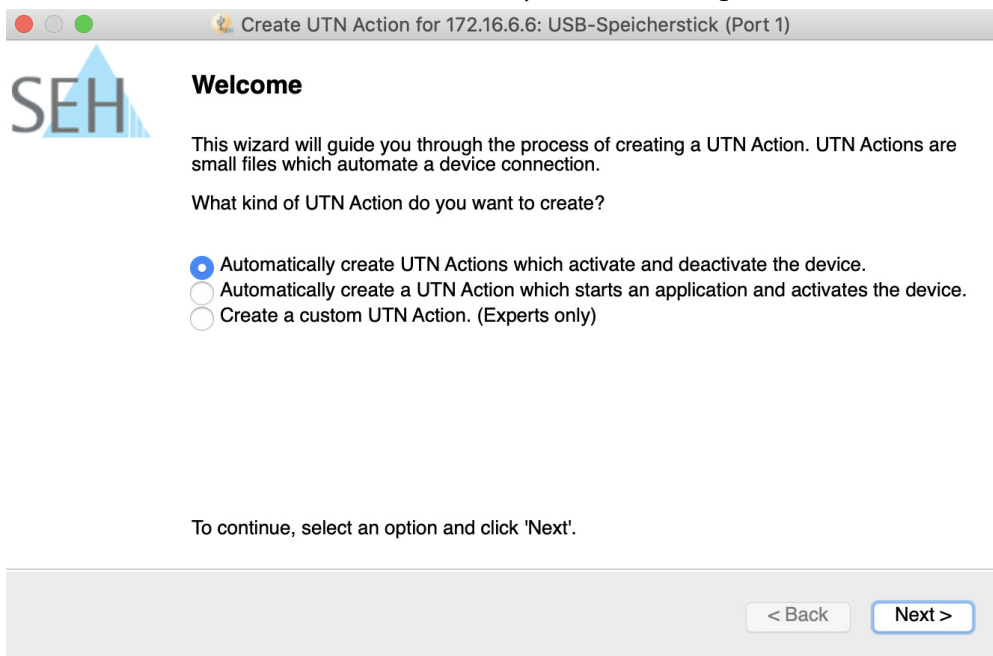 Create UTN Action for 172.16.6.6: USB-Speicherstick (Port 1)
SEH
Welcome
This wizard will guide you through the process of creating a UTN Action. UTN Actions are
small files which automate a device connection.
What kind of UTN Action do you want to create?
Automatically create UTN Actions which activate and deactivate the device.
Automatically create a UTN Action which starts an application and activates the device.
Create a custom UTN Action. (Experts only)
To continue, select an option and click 'Next'.
< Back Next >